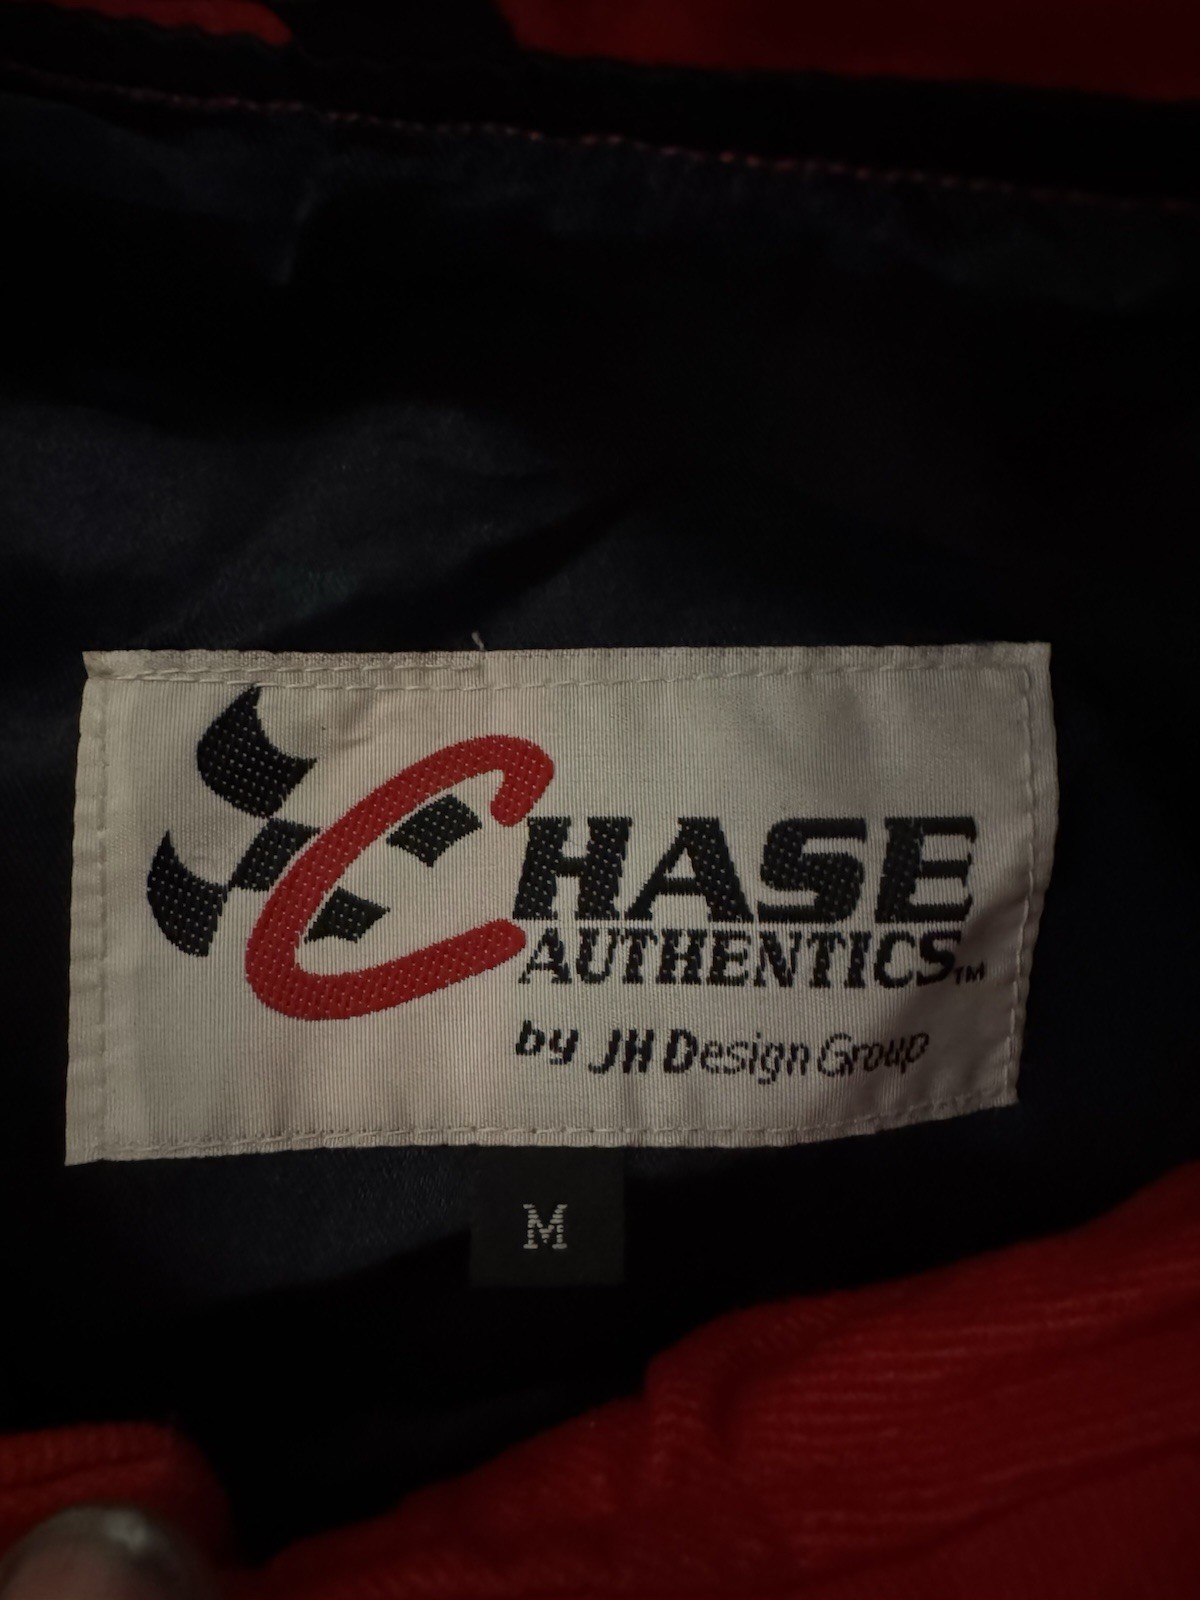 CHASE
AUTHENTICS™
by JH Design Group
M